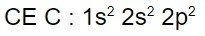 CE C : 1s² 2s² 2p²